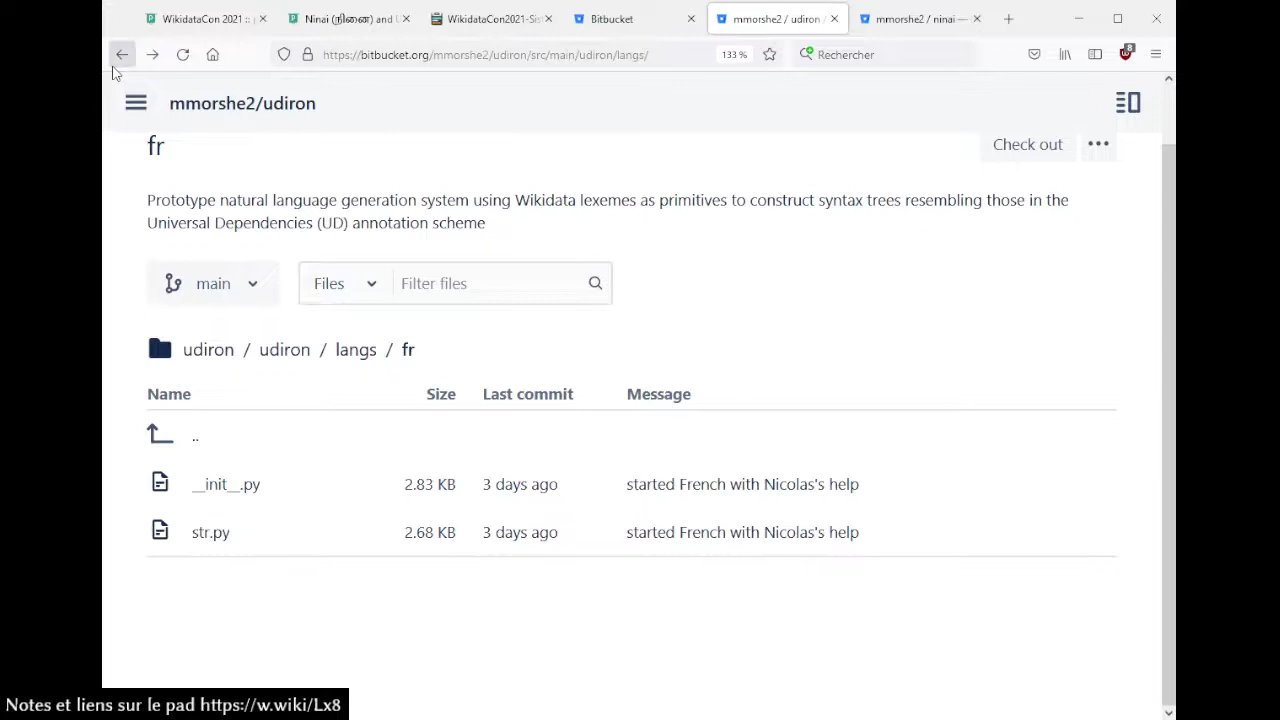 WikidataCon 2021 ::
Ninai (நினை) and U
WikidataCon2021-Sis
Bitbucket
mmorshe2 / udiron /
mmorshe2 / ninai —
https://bitbucket.org/mmorshe2/udiron/src/main/udiron/langs/
133 %
Rechercher
8
mmorshe2/udiron
fr
Check out
Prototype natural language generation system using Wikidata lexemes as primitives to construct syntax trees resembling those in the
Universal Dependencies (UD) annotation scheme
main
Files
Filter files
udiron / udiron / langs / fr
Name Size Last commit Message
..
__init__.py 2.83 KB 3 days ago started French with Nicolas's help
str.py 2.68 KB 3 days ago started French with Nicolas's help
Notes et liens sur le pad https://w.wiki/Lx8